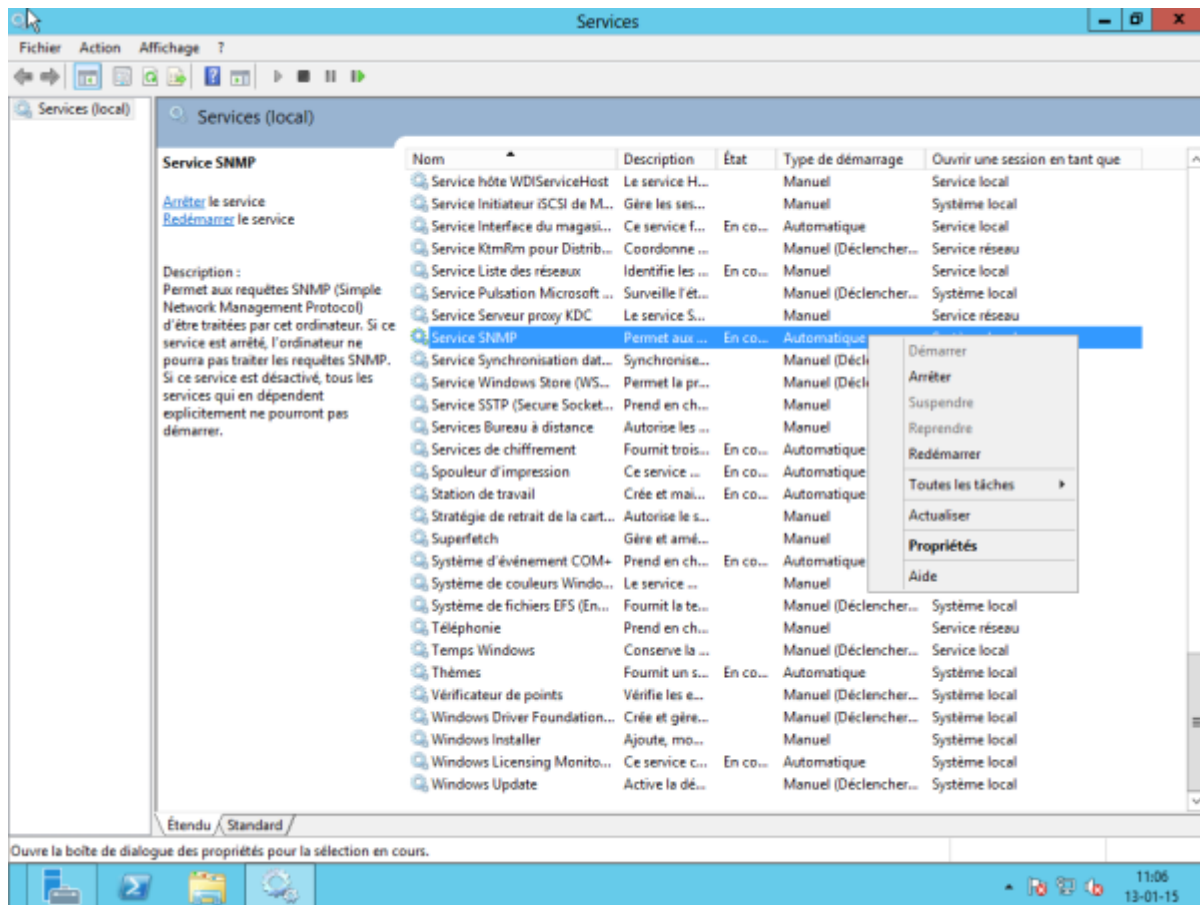 Services
Fichier Action Affichage ?
Services (local)
Services (local)
Service SNMP
Arrêter le service
Redémarrer le service
Description :
Permet aux requêtes SNMP (Simple
Network Management Protocol)
d'être traitées par cet ordinateur. Si ce
service est arrêté, l'ordinateur ne
pourra pas traiter les requêtes SNMP.
Si ce service est désactivé, tous les
services qui en dépendent
explicitement ne pourront pas
démarrer.
Nom Description État Type de démarrage Ouvrir une session en tant que
Service hôte WDIServiceHost Le service H... Manuel Service local
Service Initiateur iSCSI de M... Gère les ses... Manuel Système local
Service Interface du magasi... Ce service f... En co... Automatique Service local
Service KtmRm pour Distrib... Coordonne ... Manuel (Déclencher... Service réseau
Service Liste des réseaux Identifie les ... En co... Manuel Service local
Service Pulsation Microsoft ... Surveille l'ét... Manuel (Déclencher... Système local
Service Serveur proxy KDC Le service S... Manuel Service réseau
Service SNMP Permet aux ... En co... Automatique
Service Synchronisation dat... Synchronise... Manuel (Décl
Service Windows Store (WS... Permet la pr... Manuel (Décl
Service SSTP (Secure Socket... Prend en ch... Manuel
Services Bureau à distance Autorise les ... Manuel
Services de chiffrement Fournit trois... En co... Automatique
Spouleur d'impression Ce service ... En co... Automatique
Station de travail Crée et mai... En co... Automatique
Stratégie de retrait de la cart... Autorise le s... Manuel
Superfetch Gère et amé... Manuel
Système d'événement COM+ Prend en ch... En co... Automatique
Système de couleurs Windo... Le service ... Manuel
Système de fichiers EFS (En... Fournit la te... Manuel (Déclencher... Système local
Téléphonie Prend en ch... Manuel Service réseau
Temps Windows Conserve la ... Manuel (Déclencher... Service local
Thèmes Fournit un s... En co... Automatique Système local
Vérificateur de points Vérifie les e... Manuel (Déclencher... Système local
Windows Driver Foundation... Crée et gère... Manuel (Déclencher... Système local
Windows Installer Ajoute, mo... Manuel Système local
Windows Licensing Monito... Ce service c... En co... Automatique Système local
Windows Update Active la dé... Manuel (Déclencher... Système local
Démarrer
Arrêter
Suspendre
Reprendre
Redémarrer
Toutes les tâches
Actualiser
Propriétés
Aide
Étendu Standard
Ouvre la boîte de dialogue des propriétés pour la sélection en cours.
11:06
13-01-15